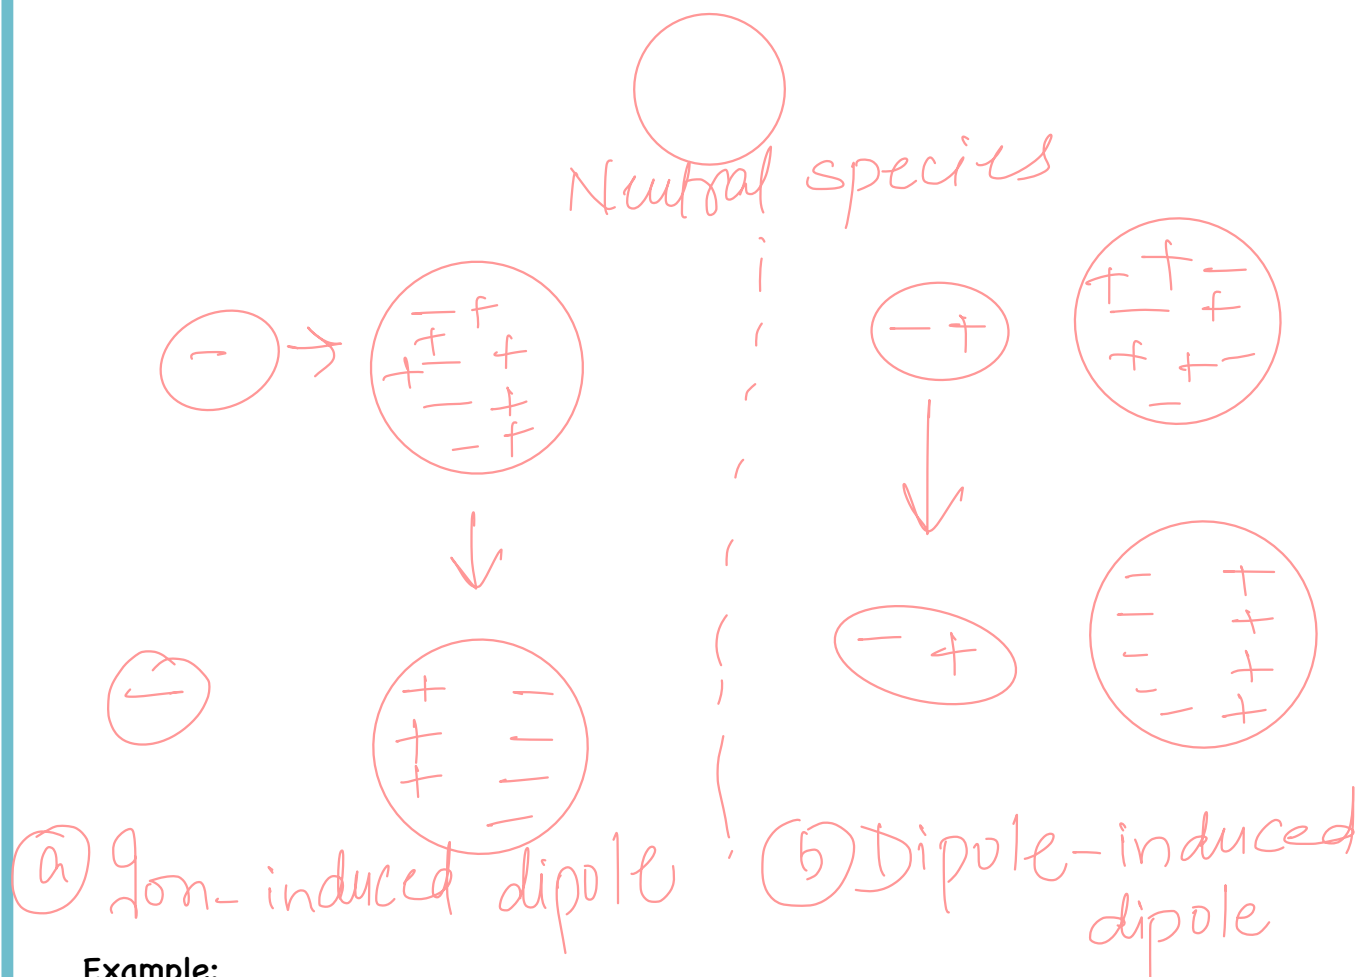 Neutral species
- → - + + - + + - + - +
- + + + - - + + + - -
↓ ↓
- + - + - + - + - + - - +
- + - + - + - -
ⓐ Ion-induced dipole
ⓑ Dipole-induced
dipole
Example: